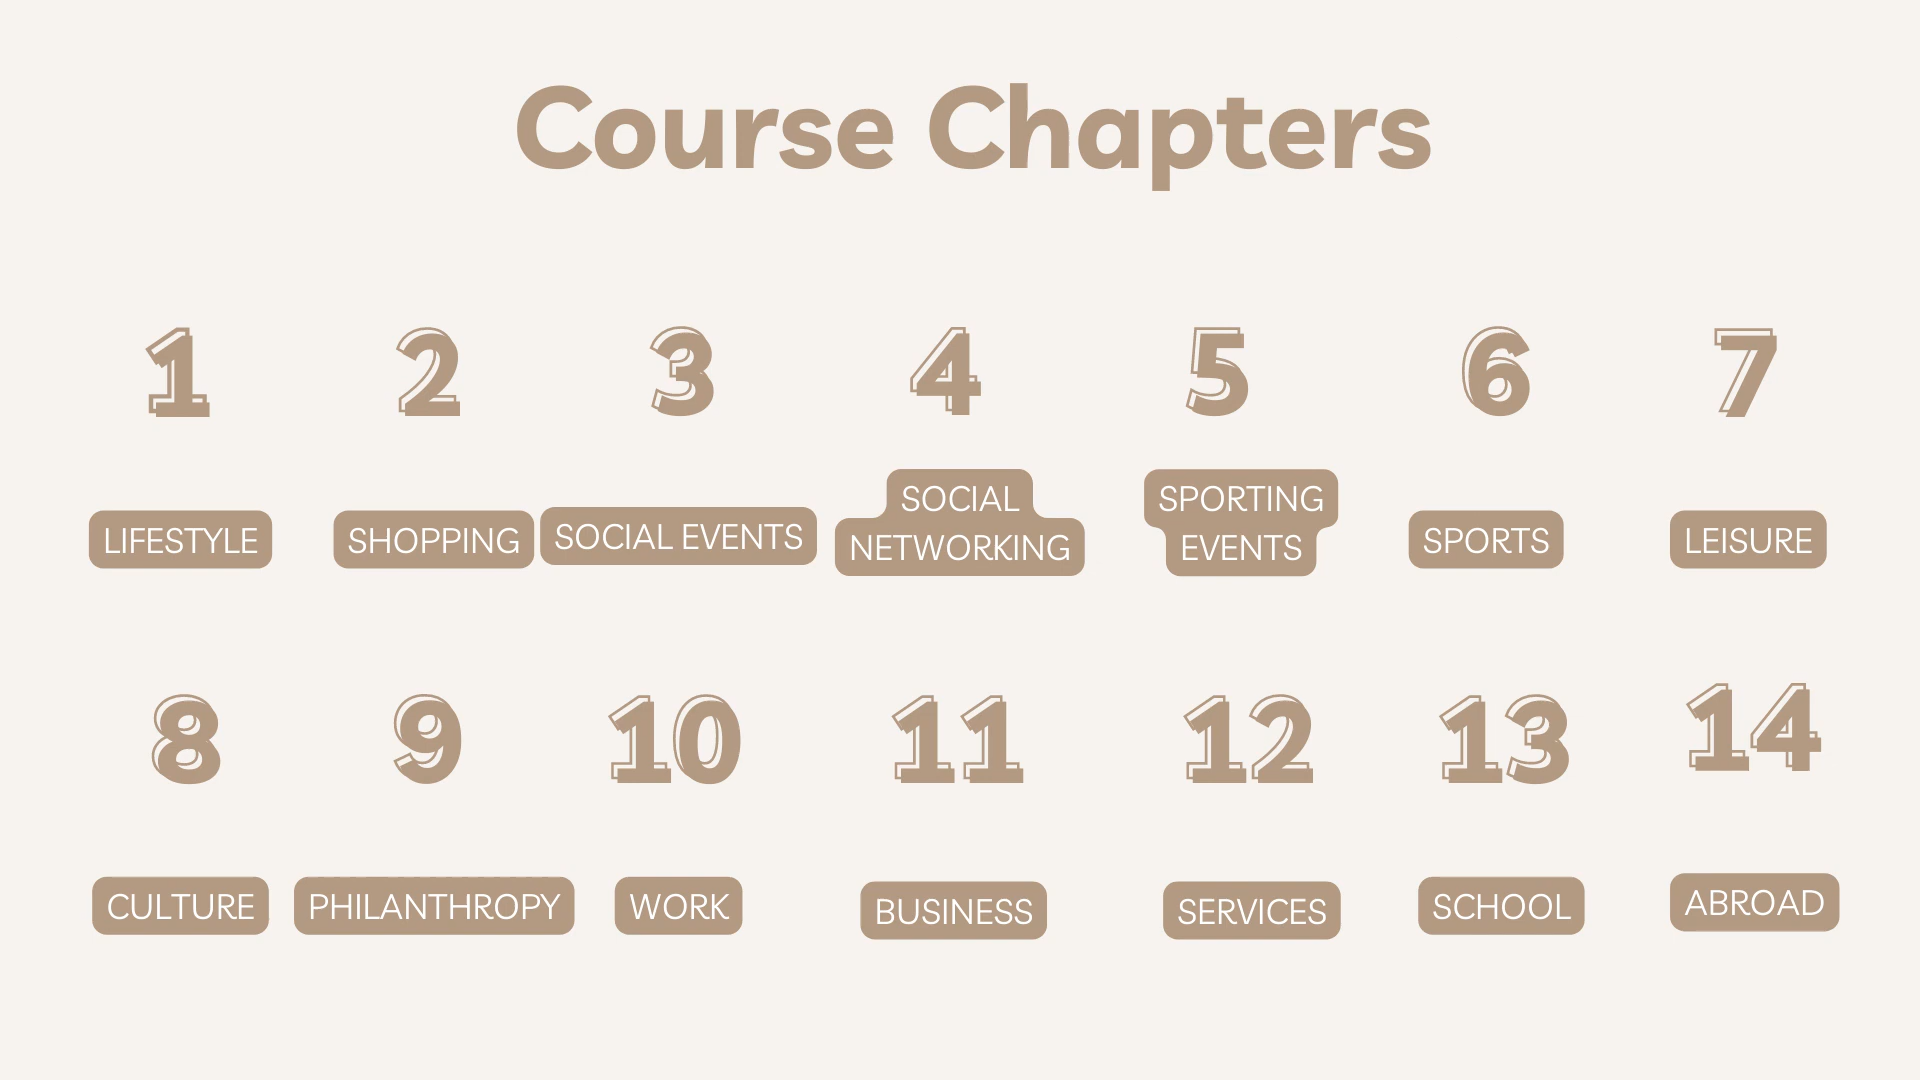 Course Chapters
1 2 3 4 5 6 7
LIFESTYLE
SHOPPING
SOCIAL EVENTS
SOCIAL
NETWORKING
SPORTING
EVENTS
SPORTS
LEISURE
8 9 10 11 12 13 14
CULTURE
PHILANTHROPY
WORK
BUSINESS
SERVICES
SCHOOL
ABROAD